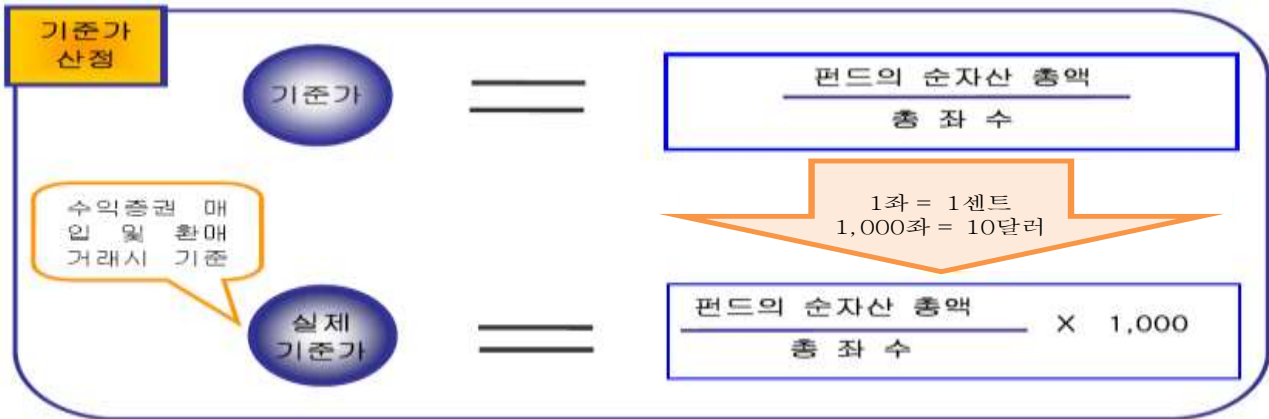 기준가
산정
기준가
펀드의 순자산 총액
총 좌 수
1좌 = 1센트
1,000좌 = 10달러
수익증권 매
입 및 환매
거래시 기준
실제
기준가
펀드의 순자산 총액
총 좌 수
× 1,000